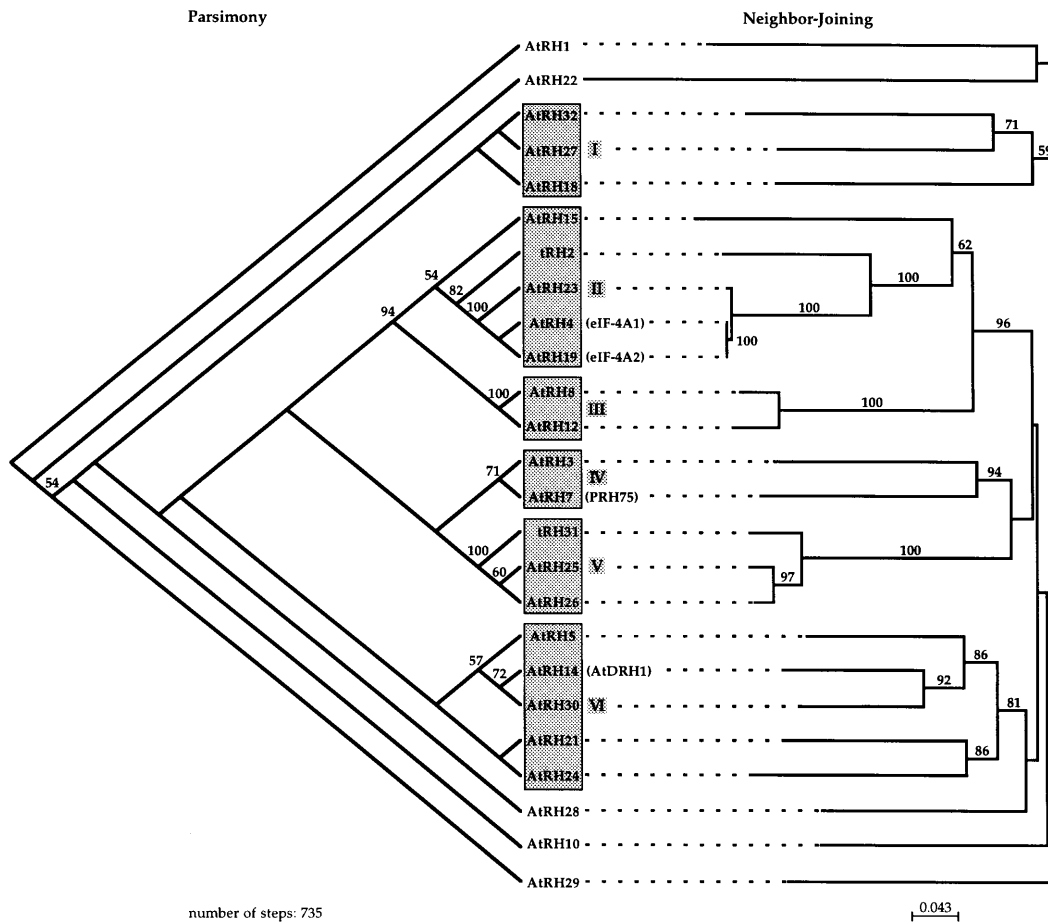 Parsimony Neighbor-Joining
AtRH1
AtRH22
AtRH32
71
AtRH27 I
59
AtRH18
AtRH15
62
tRH2
54
100
82
AtRH23 II
100
100
94
AtRH4 (eIF-4A1)
96
100
AtRH19 (eIF-4A2)
100
AtRH8
100
III
AtRH12
AtRH3
71
IV
94
54
AtRH7 (PRH75)
tRH31
100
100
AtRH25 V
60
97
AtRH26
AtRH5
57
86
AtRH14 (AtDRH1)
72
92
AtRH30 VI
81
AtRH21
86
AtRH24
AtRH28
AtRH10
AtRH29
number of steps: 735
0.043